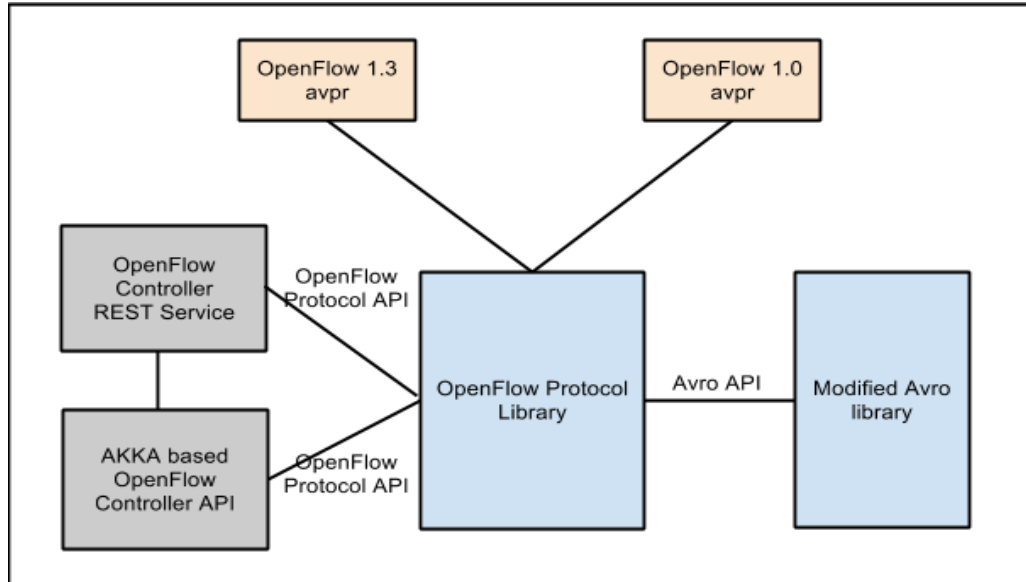 OpenFlow 1.3
avpr
OpenFlow 1.0
avpr
OpenFlow
Controller
REST Service
OpenFlow
Protocol API
OpenFlow Protocol
Library
Avro API
Modified Avro
library
AKKA based
OpenFlow
Controller API
OpenFlow
Protocol API